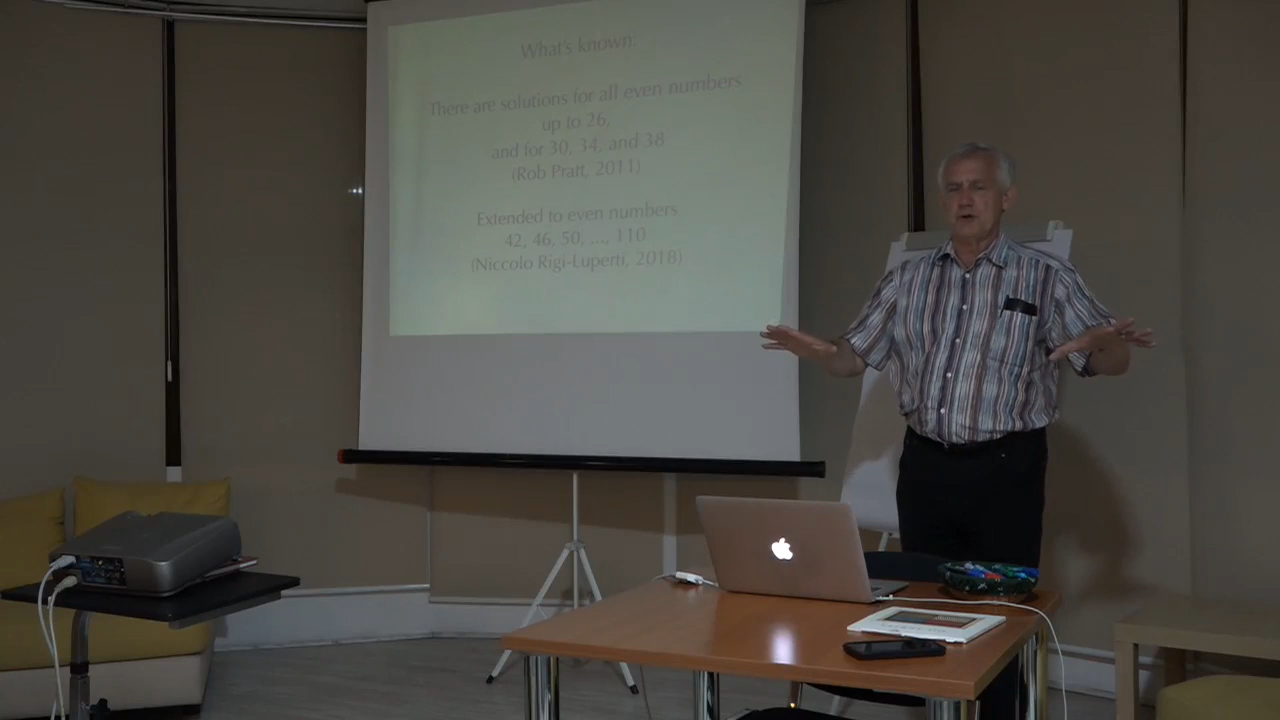 What's known:
There are solutions for all even numbers
up to 26,
and for 30, 34, and 38
(Rob Pratt, 2011)
Extended to even numbers
42, 46, 50, ..., 110
(Niccolo Rigi-Luperti, 2018)